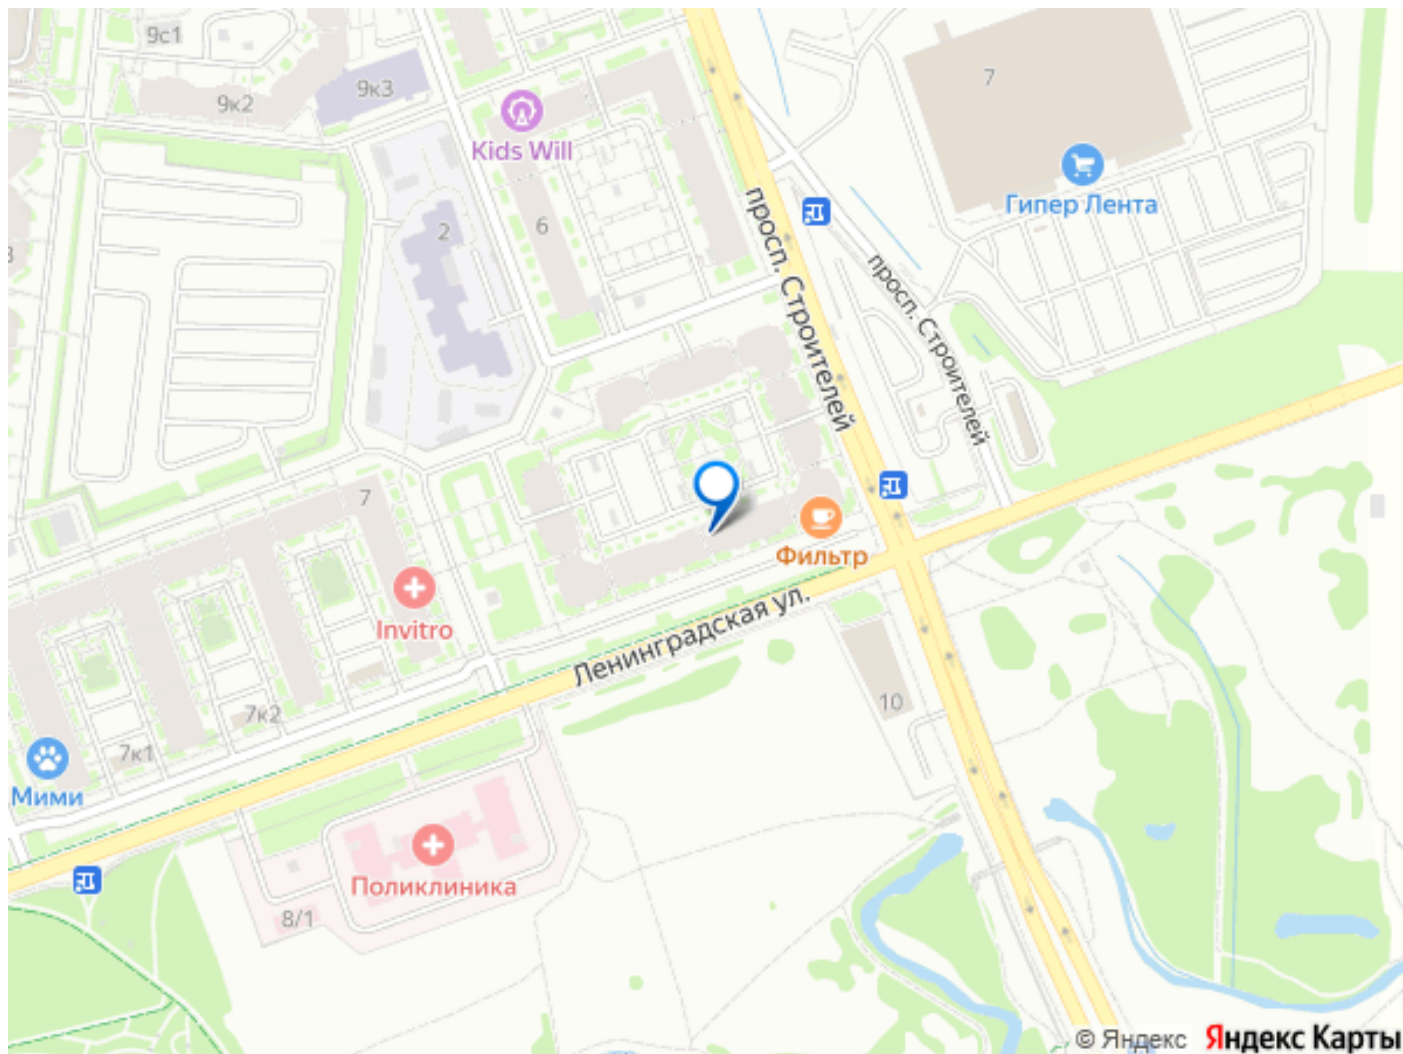 9с1
7
9к3
9к2
Kids Will
Гипер Лента
2
6
просп. Строителей
просп. Строителей
7
Фильтр
Invitro
Ленинградская ул.
10
7к2
7к1
Мими
Поликлиника
8/1
© Яндекс
Яндекс Карты